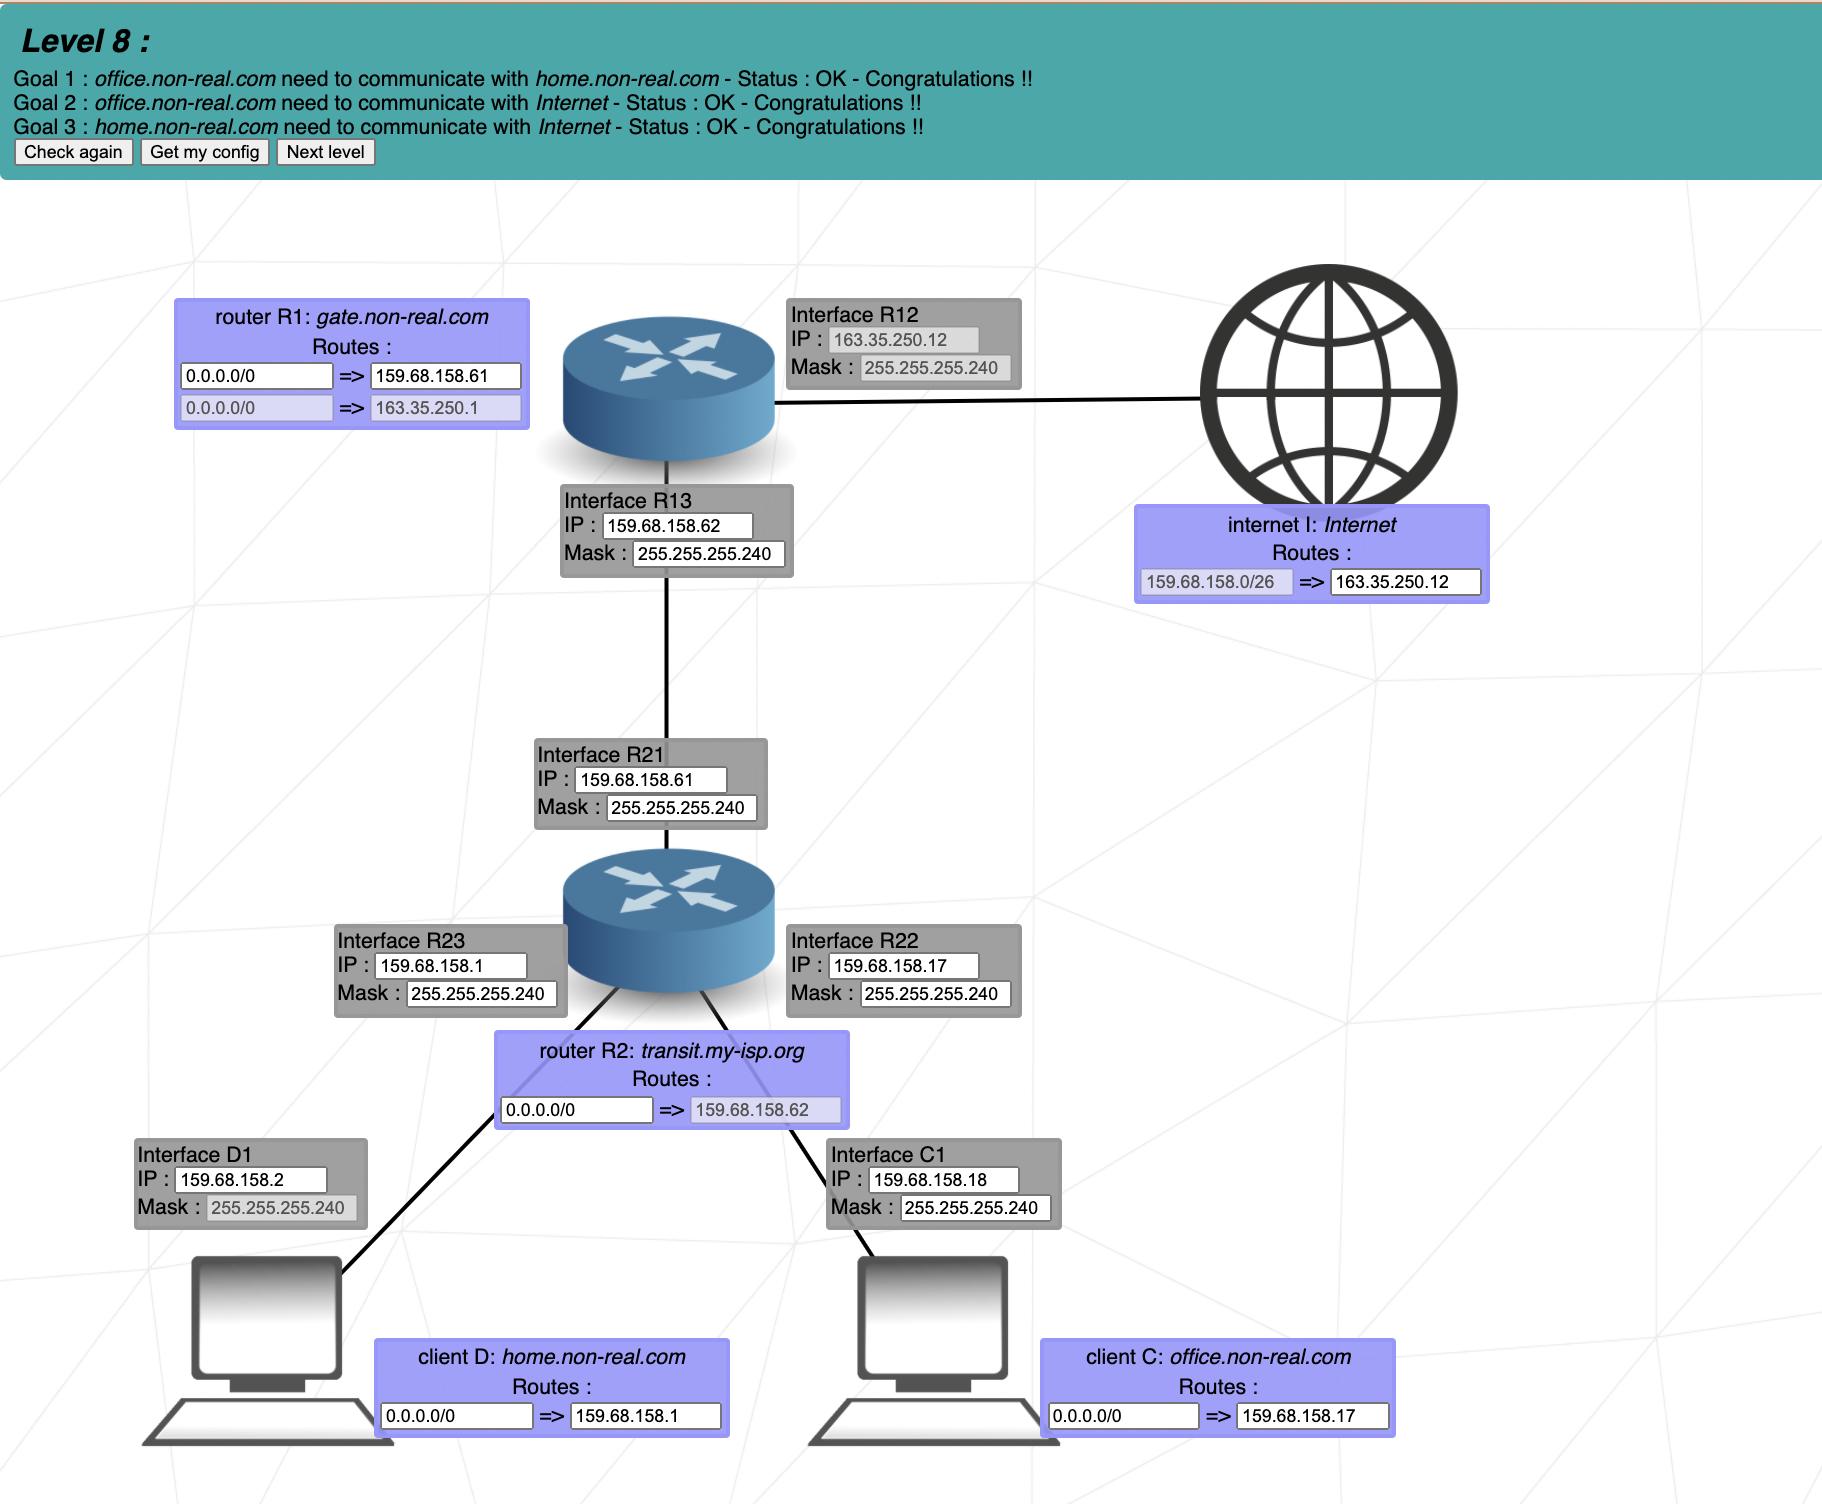 Level 8 :
Goal 1 : office.non-real.com need to communicate with home.non-real.com - Status : OK - Congratulations !!
Goal 2 : office.non-real.com need to communicate with Internet - Status : OK - Congratulations !!
Goal 3 : home.non-real.com need to communicate with Internet - Status : OK - Congratulations !!
Check again Get my config Next level
router R1: gate.non-real.com
Routes :
0.0.0.0/0 => 159.68.158.61
0.0.0.0/0 => 163.35.250.1
Interface R12
IP : 163.35.250.12
Mask : 255.255.255.240
Interface R13
IP : 159.68.158.62
Mask : 255.255.255.240
internet I: Internet
Routes :
159.68.158.0/26 => 163.35.250.12
Interface R21
IP : 159.68.158.61
Mask : 255.255.255.240
Interface R23
IP : 159.68.158.1
Mask : 255.255.255.240
Interface R22
IP : 159.68.158.17
Mask : 255.255.255.240
router R2: transit.my-isp.org
Routes :
0.0.0.0/0 => 159.68.158.62
Interface D1
IP : 159.68.158.2
Mask : 255.255.255.240
Interface C1
IP : 159.68.158.18
Mask : 255.255.255.240
client D: home.non-real.com
Routes :
0.0.0.0/0 => 159.68.158.1
client C: office.non-real.com
Routes :
0.0.0.0/0 => 159.68.158.17